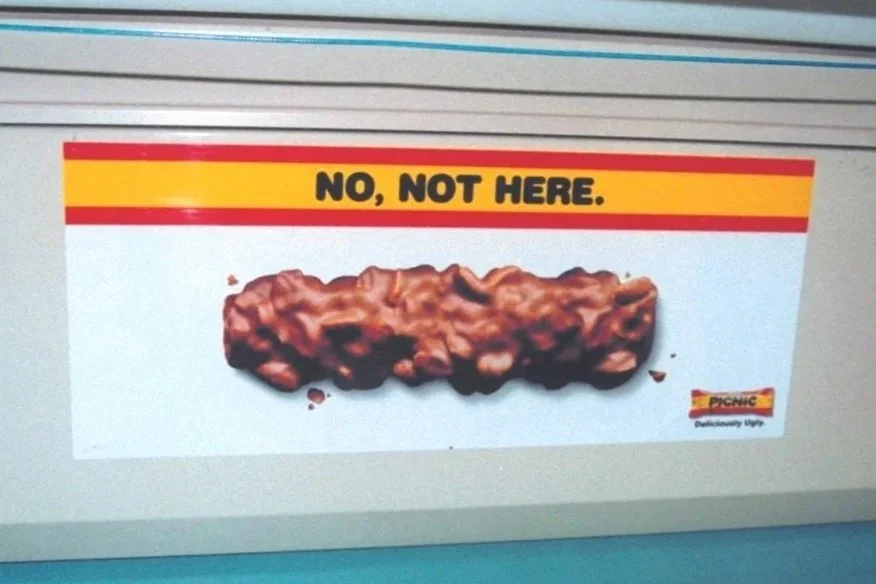 NO, NOT HERE.
PICNIC
Deliciously Ugly.